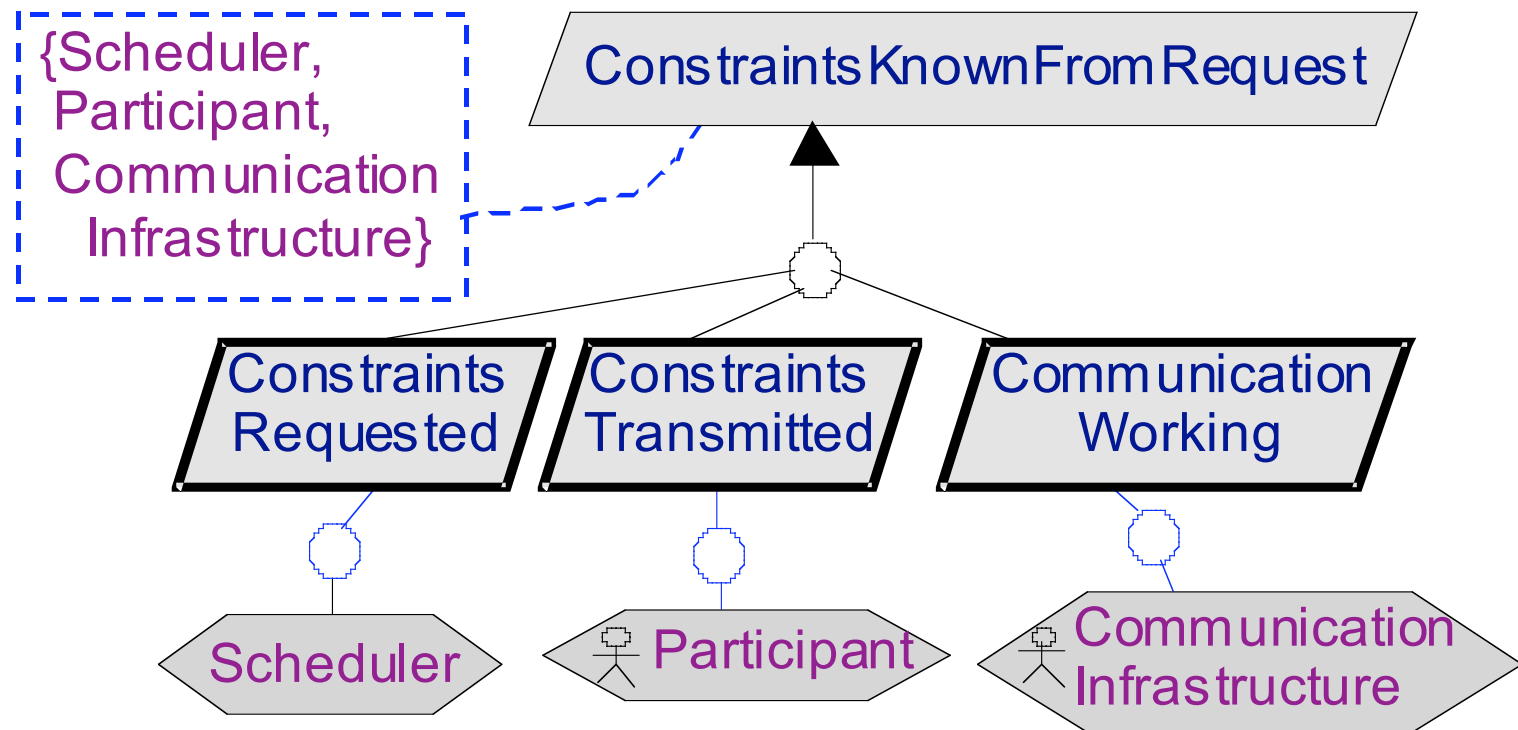 {Scheduler,
Participant,
Communication
Infrastructure}
ConstraintsKnownFromRequest
Constraints
Requested
Constraints
Transmitted
Communication
Working
Scheduler
Participant
Communication
Infrastructure